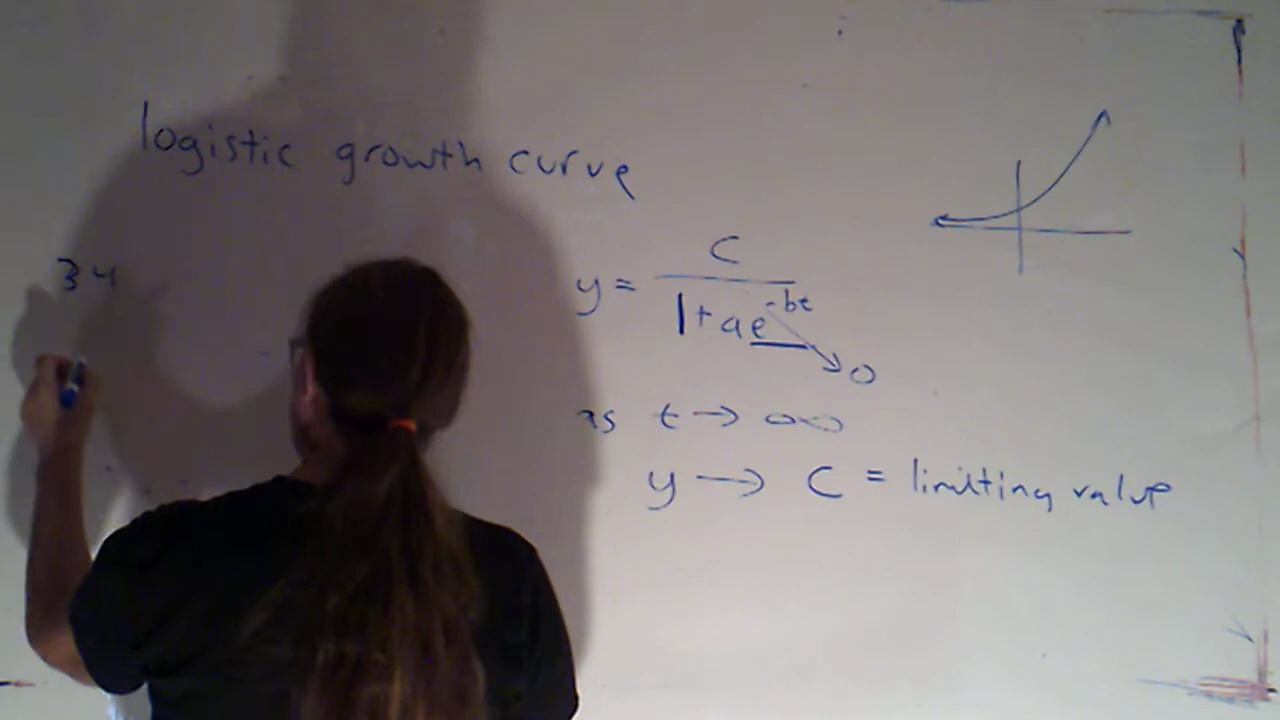 logistic growth curve
34
y = C / 1 + ae^-bt → 0
as t → ∞
y → C = limiting value